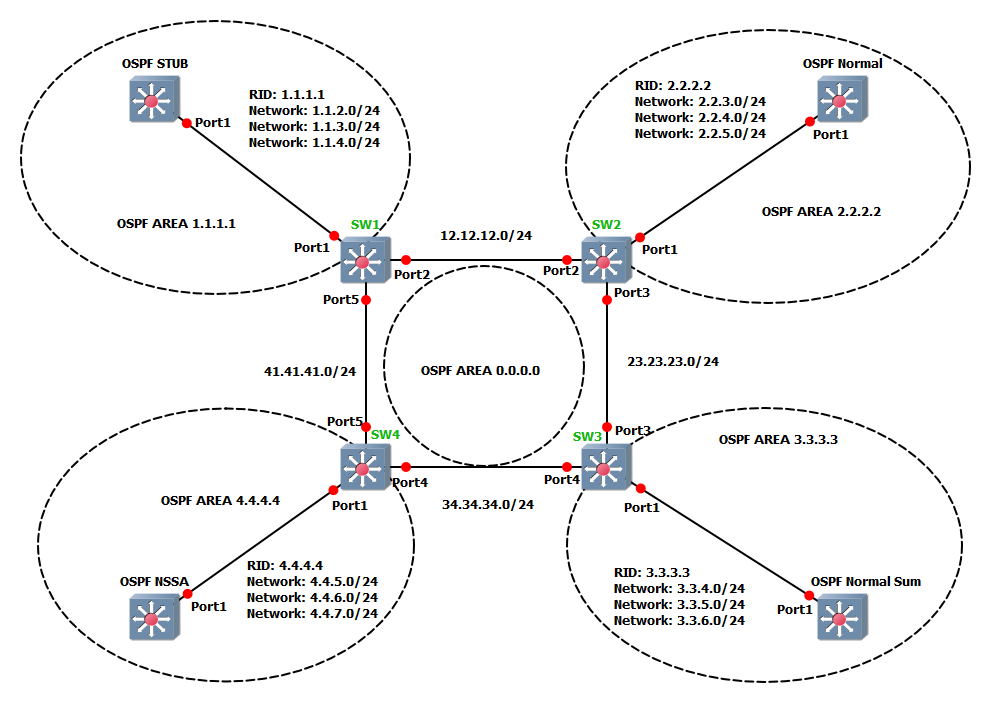 OSPF STUB
Port1
RID: 1.1.1.1
Network: 1.1.2.0/24
Network: 1.1.3.0/24
Network: 1.1.4.0/24
OSPF AREA 1.1.1.1
Port1
SW1
Port2
Port5
OSPF Normal
RID: 2.2.2.2
Network: 2.2.3.0/24
Network: 2.2.4.0/24
Network: 2.2.5.0/24
Port1
OSPF AREA 2.2.2.2
SW2
Port1
Port2
Port3
12.12.12.0/24
41.41.41.0/24
OSPF AREA 0.0.0.0
23.23.23.0/24
Port5
SW4
Port4
Port1
OSPF AREA 4.4.4.4
34.34.34.0/24
Port3
SW3
Port4
Port1
OSPF AREA 3.3.3.3
OSPF NSSA
Port1
RID: 4.4.4.4
Network: 4.4.5.0/24
Network: 4.4.6.0/24
Network: 4.4.7.0/24
RID: 3.3.3.3
Network: 3.3.4.0/24
Network: 3.3.5.0/24
Network: 3.3.6.0/24
OSPF Normal Sum
Port1